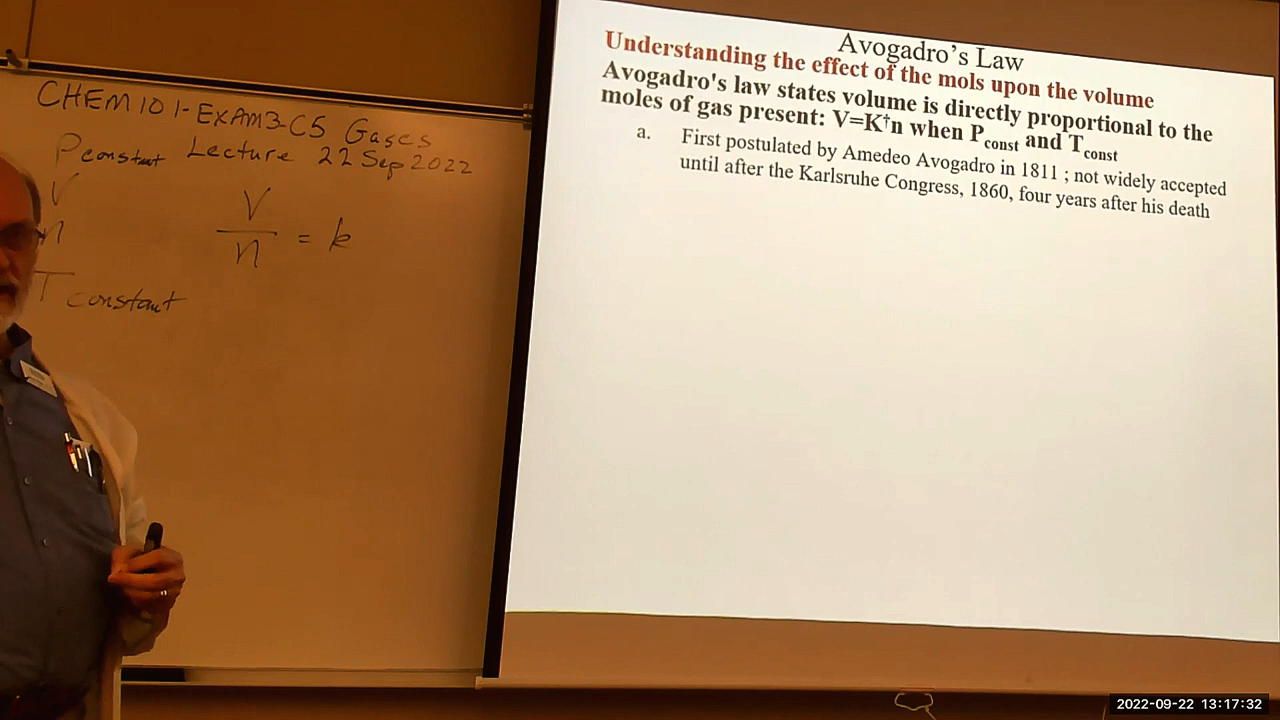 CHEM 101-EXAM3-C5 Gases
Pconstant Lecture 22 Sep 2022
V
n
T constant
V
n = k
Avogadro's Law
Understanding the effect of the mols upon the volume
Avogadro's law states volume is directly proportional to the
moles of gas present: V=K†n when Pconst and Tconst
a. First postulated by Amedeo Avogadro in 1811 ; not widely accepted
until after the Karlsruhe Congress, 1860, four years after his death
2022-09-22 13:17:32